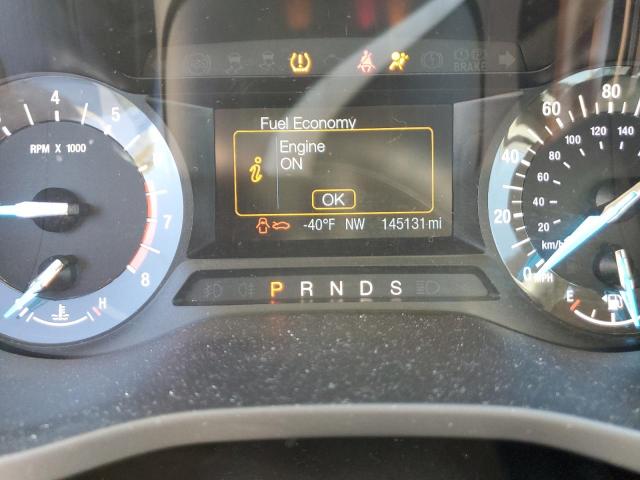 BRAKE
4
5
6
7
8
RPM X 1000
H
Fuel Economy
Engine
ON
OK
-40°F NW 145131 mi
P R N D S
80
60
40
20
0
MPH
140
120
100
80
60
40
20
km/h
E